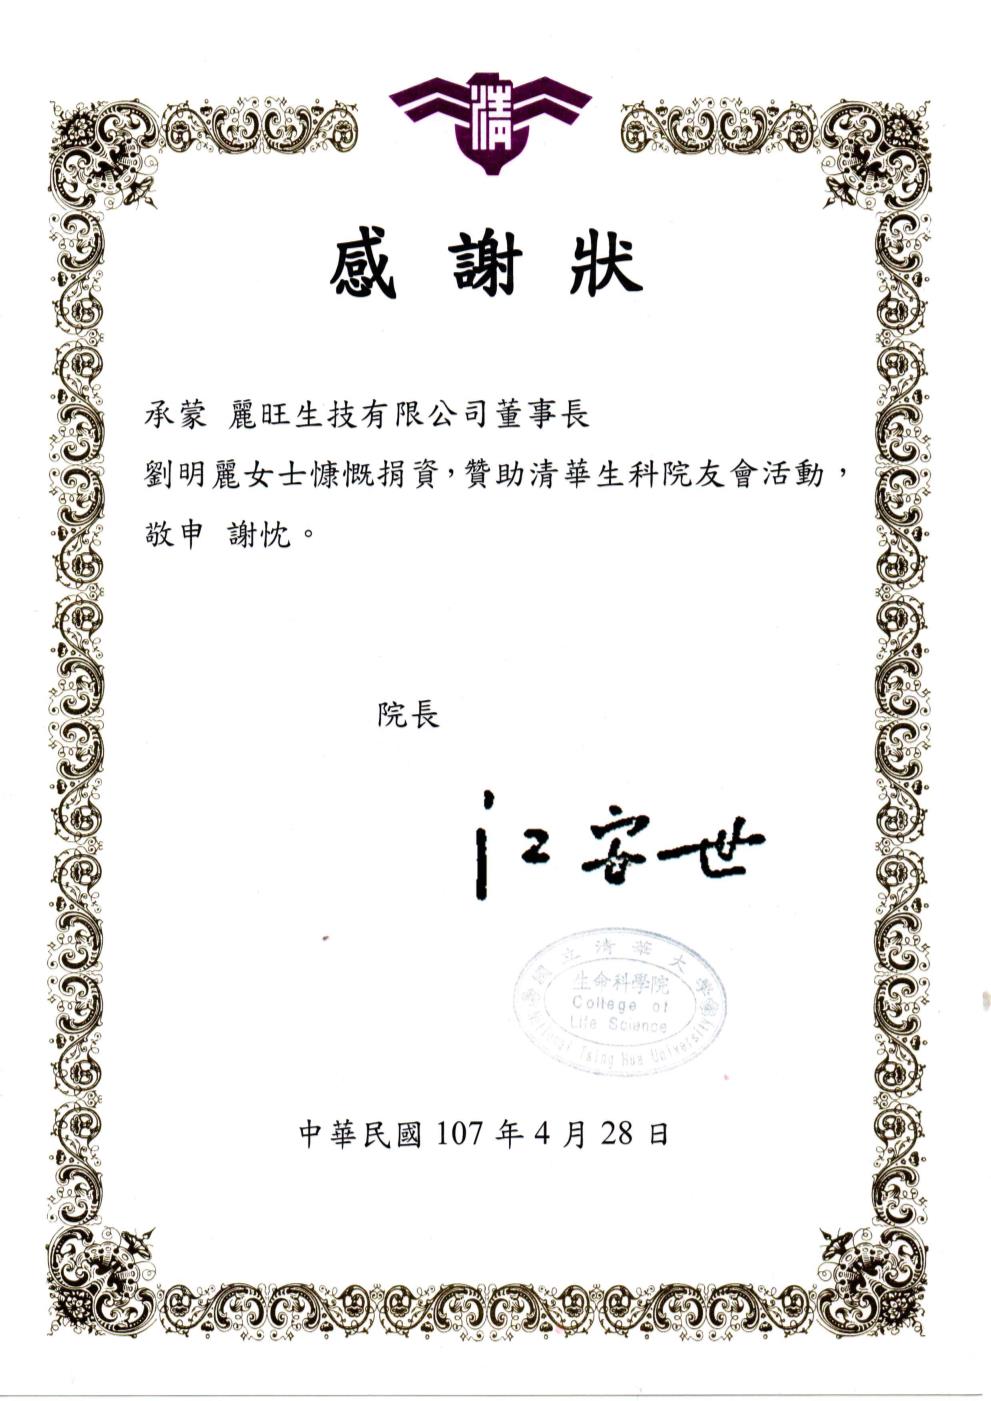 清
感謝狀
承蒙 麗旺生技有限公司董事長
劉明麗女士慷慨捐資，贊助清華生科院友會活動，
敬申 謝忱。
院長
江安世
國立清華大學
生命科學院
College of
Life Science
National Tsing Hua University
中華民國 107 年 4 月 28 日